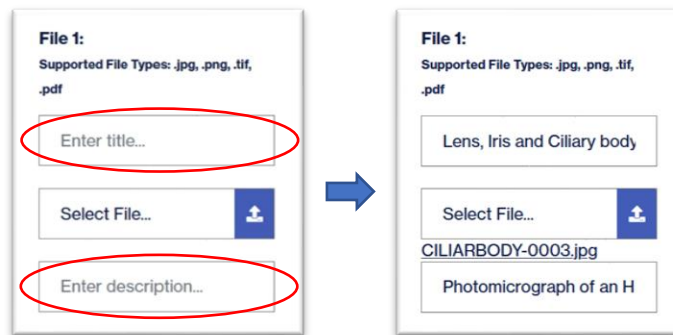 File 1:
Supported File Types: .jpg, .png, .tif,
.pdf
Enter title...
Select File...
Enter description...
File 1:
Supported File Types: .jpg, .png, .tif,
.pdf
Lens, Iris and Ciliary body
Select File...
CILIARBODY-0003.jpg
Photomicrograph of an H